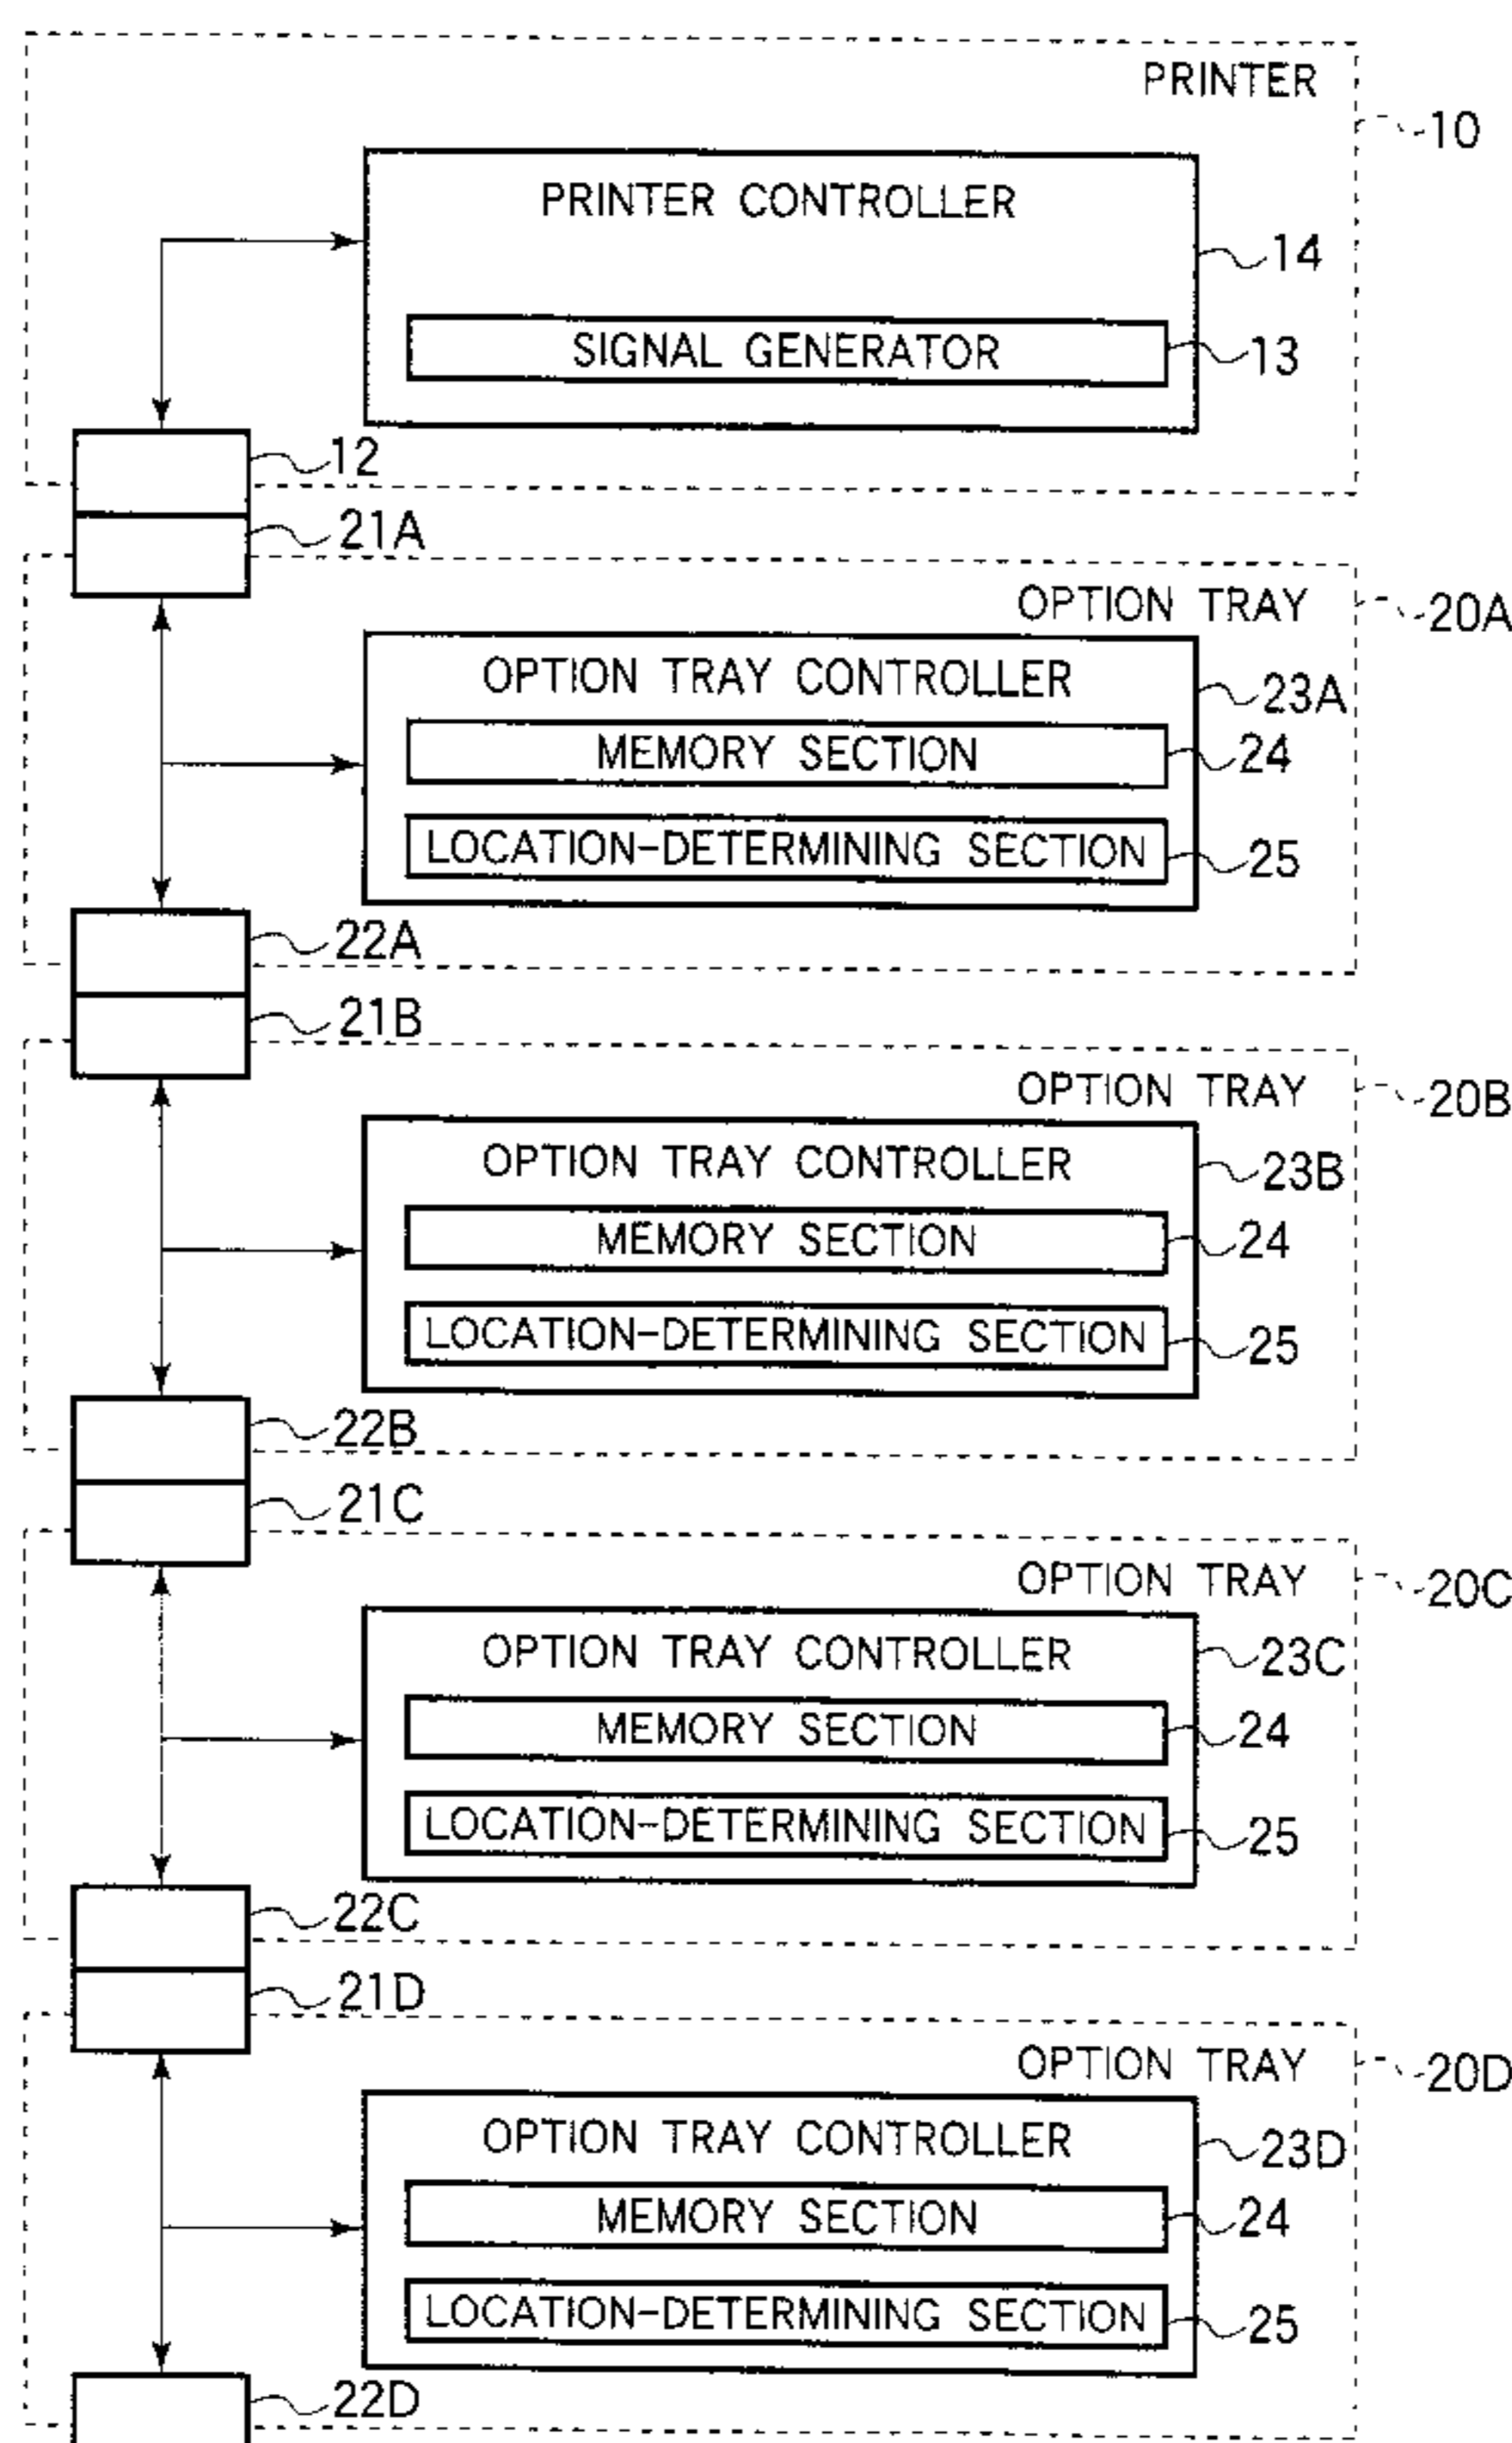 PRINTER
10
PRINTER CONTROLLER
14
SIGNAL GENERATOR
13
12
21A
OPTION TRAY
20A
OPTION TRAY CONTROLLER
23A
MEMORY SECTION
24
LOCATION-DETERMINING SECTION
25
22A
21B
OPTION TRAY
20B
OPTION TRAY CONTROLLER
23B
MEMORY SECTION
24
LOCATION-DETERMINING SECTION
25
22B
21C
OPTION TRAY
20C
OPTION TRAY CONTROLLER
23C
MEMORY SECTION
24
LOCATION-DETERMINING SECTION
25
22C
21D
OPTION TRAY
20D
OPTION TRAY CONTROLLER
23D
MEMORY SECTION
24
LOCATION-DETERMINING SECTION
25
22D